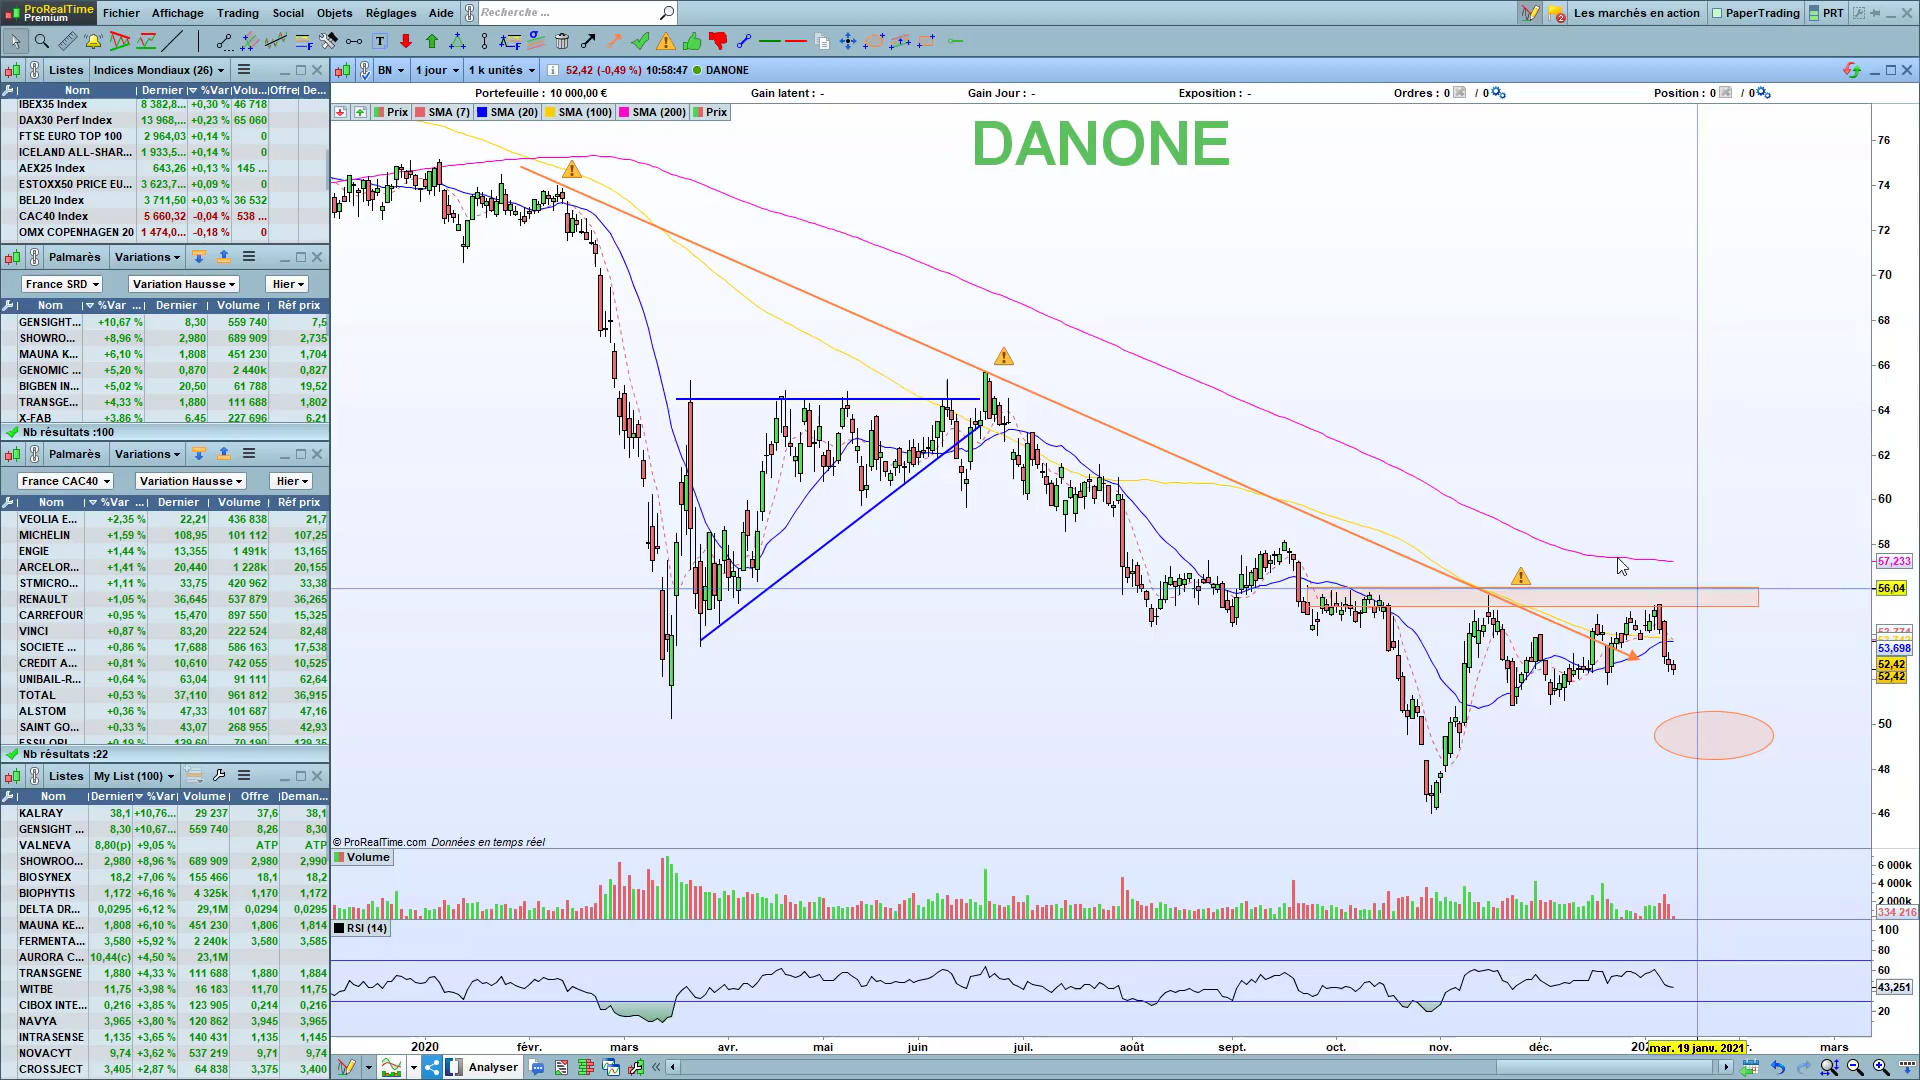 ProRealTime Premium Fichier Affichage Trading Social Objets Réglages Aide Recherche ... Les marchés en action PaperTrading PRT
Listes Indices Mondiaux (26)
Nom Dernier %Var Volu... Offre De...
IBEX35 Index 8 382,8... +0,30 % 46 718
DAX30 Perf Index 13 968,... +0,23 % 65 060
FTSE EURO TOP 100 2 964,03 +0,14 % 0
ICELAND ALL-SHAR... 1 933,5... +0,14 % 0
AEX25 Index 643,26 +0,13 % 145 ...
ESTOXX50 PRICE EU... 3 623,7... +0,09 % 0
BEL20 Index 3 711,50 +0,03 % 36 532
CAC40 Index 5 660,32 -0,04 % 538 ...
OMX COPENHAGEN 20 1 474,0... -0,18 % 0
Palmarès Variations
France SRD Variation Hausse Hier
Nom %Var ... Dernier Volume Réf prix
GENSIGHT... +10,67 % 8,30 559 740 7,5
SHOWRO... +8,96 % 2,980 689 909 2,735
MAUNA K... +6,10 % 1,808 451 230 1,704
GENOMIC ... +5,20 % 0,870 2 440k 0,827
BIGBEN IN... +5,02 % 20,50 61 788 19,52
TRANSGE... +4,33 % 1,880 111 688 1,802
X-FAB +3,86 % 6,45 227 696 6,21
Nb résultats :100
Palmarès Variations
France CAC40 Variation Hausse Hier
Nom %Var ... Dernier Volume Réf prix
VEOLIA E... +2,35 % 22,21 436 838 21,7
MICHELIN +1,59 % 108,95 101 112 107,25
ENGIE +1,44 % 13,355 1 491k 13,165
ARCELOR... +1,41 % 20,440 1 228k 20,155
STMICRO... +1,11 % 33,75 420 962 33,38
RENAULT +1,05 % 36,645 537 879 36,265
CARREFOUR +0,95 % 15,470 897 550 15,325
VINCI +0,87 % 83,20 222 524 82,48
SOCIETE ... +0,86 % 17,688 586 163 17,538
CREDIT A... +0,81 % 10,610 742 055 10,525
UNIBAIL-R... +0,64 % 63,04 91 111 62,64
TOTAL +0,53 % 37,110 961 812 36,915
ALSTOM +0,36 % 47,33 101 687 47,16
SAINT GO... +0,33 % 43,07 268 955 42,93
ESSILORL... +0,19 % 129,60 70 190 129,35
Nb résultats :22
Listes My List (100)
Nom Dernier %Var Volume Offre Deman...
KALRAY 38,1 +10,76... 29 237 37,6 38,1
GENSIGHT ... 8,30 +10,67... 559 740 8,26 8,30
VALNEVA 8,80(p) +9,05 % ATP ATP
SHOWROO... 2,980 +8,96 % 689 909 2,980 2,990
BIOSYNEX 18,2 +7,06 % 155 466 18,1 18,2
BIOPHYTIS 1,172 +6,16 % 4 325k 1,170 1,172
DELTA DR... 0,0295 +6,12 % 29,1M 0,0294 0,0295
MAUNA KE... 1,808 +6,10 % 451 230 1,806 1,814
FERMENTA... 3,580 +5,92 % 2 240k 3,580 3,585
AURORA C... 10,44(c) +4,50 % 23,1M
TRANSGENE 1,880 +4,33 % 111 688 1,880 1,884
WITBE 11,75 +3,98 % 16 183 11,70 11,75
CIBOX INTE... 0,216 +3,85 % 123 905 0,214 0,216
NAVYA 3,965 +3,80 % 120 862 3,945 3,965
INTRASENSE 1,135 +3,65 % 140 431 1,135 1,145
NOVACYT 9,74 +3,62 % 537 219 9,71 9,74
CROSSJECT 3,405 +2,87 % 64 838 3,375 3,400
BN 1 jour 1 k unités 52,42 (-0,49 %) 10:58:47 DANONE
Portefeuille : 10 000,00 € Gain latent : - Gain Jour : - Exposition : - Ordres : 0 / 0 Position : 0 / 0
Prix SMA (7) SMA (20) SMA (100) SMA (200) Prix
DANONE
76
74
72
70
68
66
64
62
60
58
57,233
56,04
53,698
52,42
52,42
50
48
46
© ProRealTime.com Données en temps réel
Volume
6 000k
4 000k
2 000k
334 216
RSI (14)
100
80
60
43,251
20
2020 févr. mars avr. mai juin juil. août sept. oct. nov. déc. mar. 19 janv. 2021 mars
Analyser